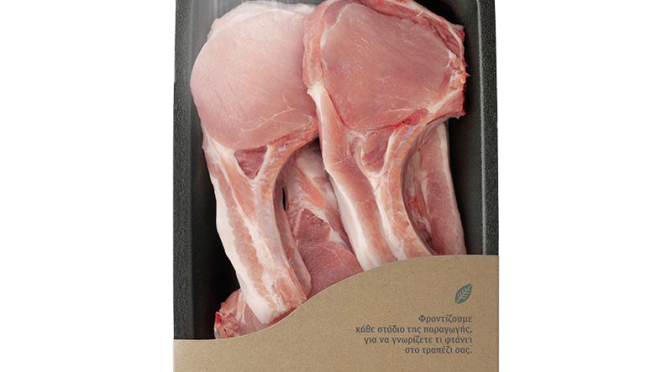 Φροντίζουμε
κάθε στάδιο της παραγωγής,
για να γνωρίζετε τι φτάνει
στο τραπέζι σας.